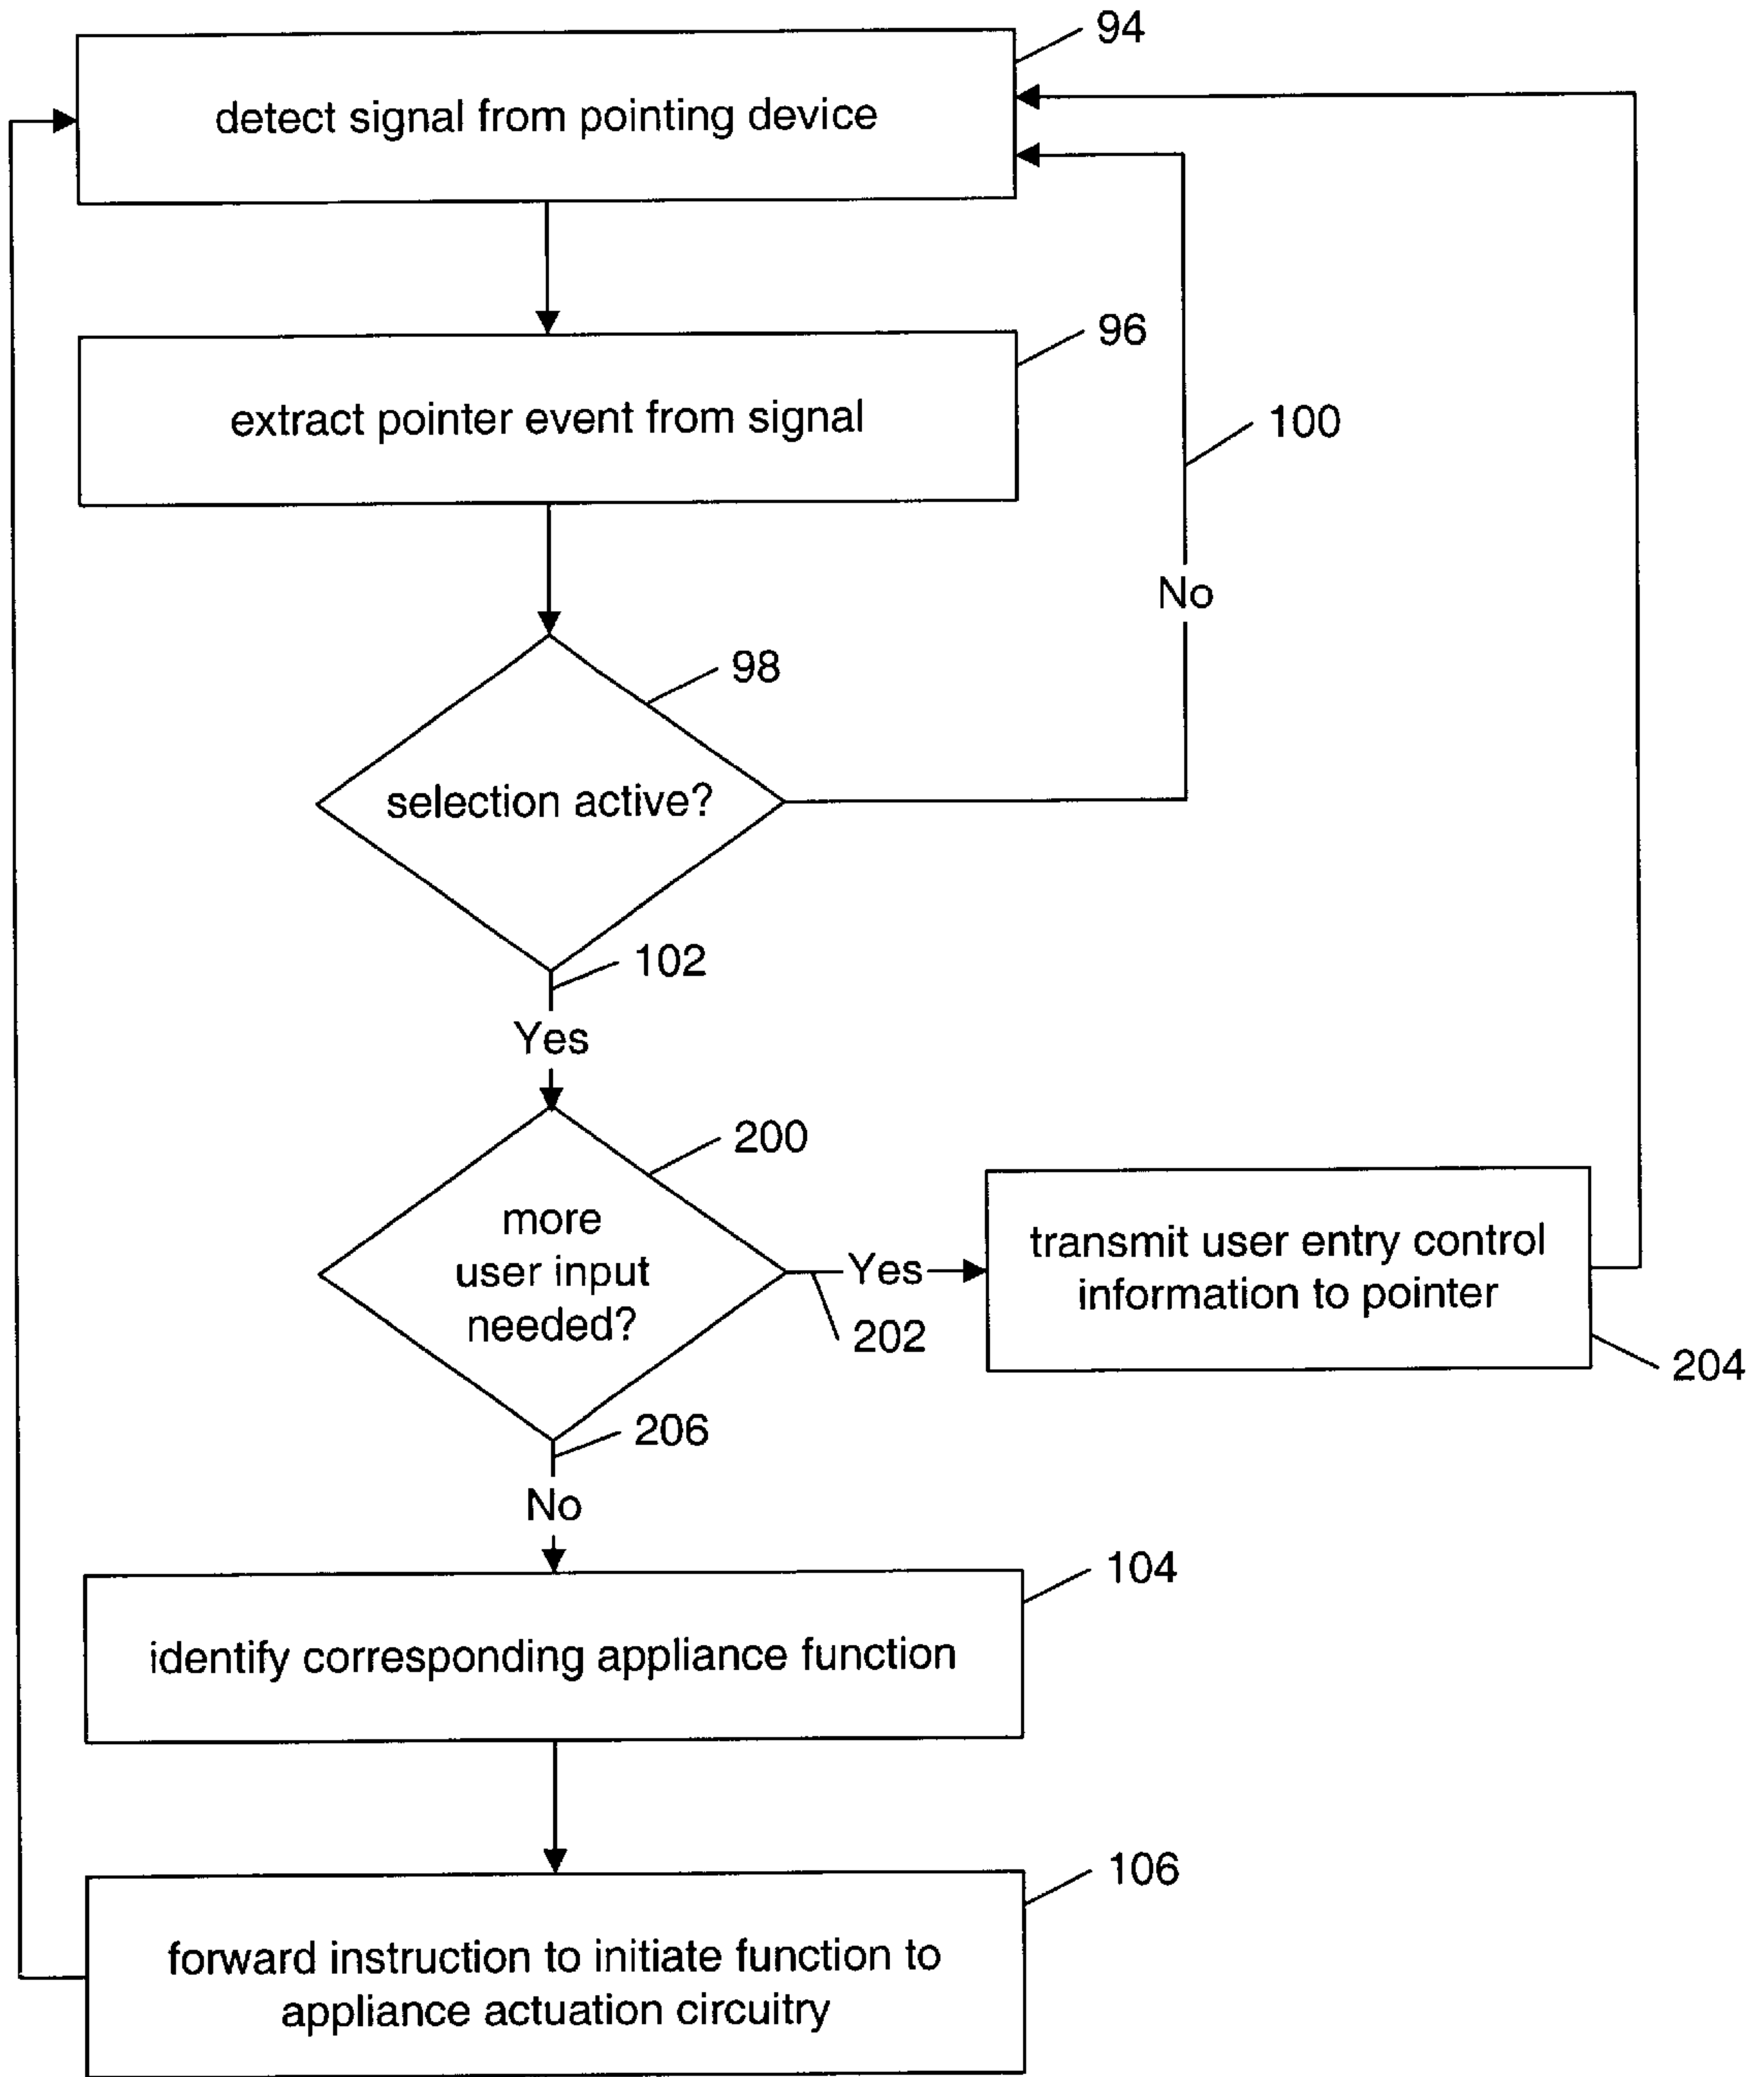 94
detect signal from pointing device
96
extract pointer event from signal
100
No
98
selection active?
102
Yes
200
more
user input
needed?
Yes
202
transmit user entry control
information to pointer
204
206
No
104
identify corresponding appliance function
106
forward instruction to initiate function to
appliance actuation circuitry